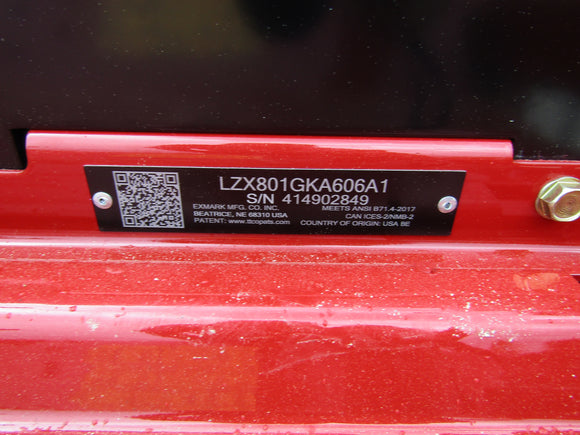 LZX801GKA606A1
S/N 414902849
EXMARK MFG. CO. INC. MEETS ANSI B71.4-2017
BEATRICE, NE 68310 USA CAN ICES-2/NMB-2
PATENT: www.ttcopats.com COUNTRY OF ORIGIN: USA BE